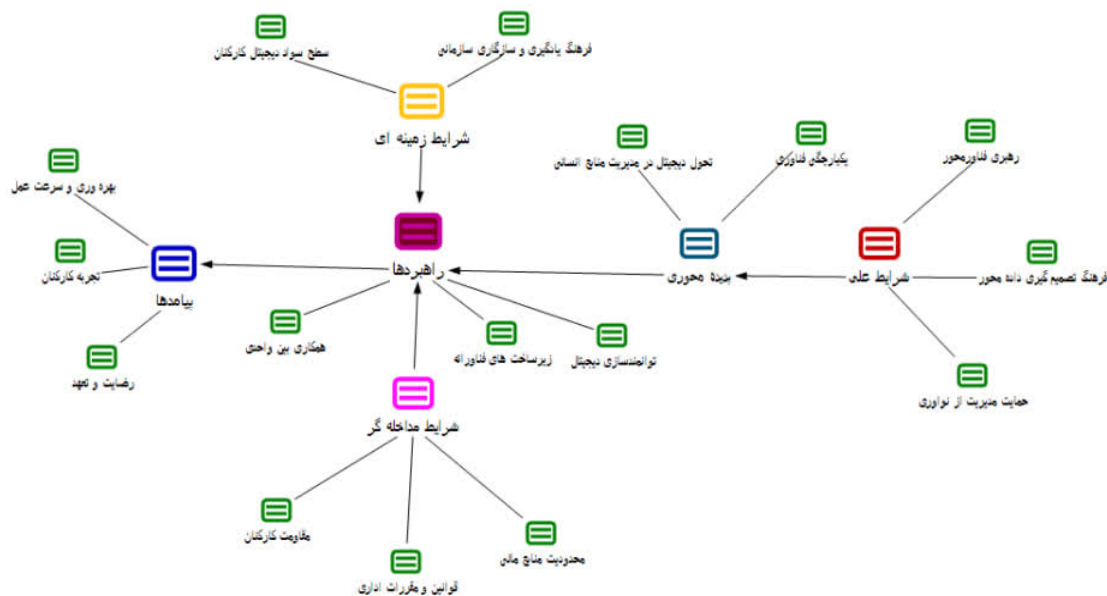 فرهنگ یادگیری و سازگاری سازمانی
سطح سواد دیجیتال کارکنان
شرایط زمینه ای
رهبری فناورمحور
یکپارچگی فناوری
تحول دیجیتال در مدیریت منابع انسانی
بهره وری و سرعت عمل
فرهنگ تصمیم گیری داده محور
شرایط علی
پدیده محوری
راهبردها
تجربه کارکنان
پیامدها
توانمندسازی دیجیتال
زیرساخت های فناورانه
همکاری بین واحدی
رضایت و تعهد
حمایت مدیریت از نوآوری
شرایط مداخله گر
محدودیت منابع مالی
مقاومت کارکنان
قوانین و مقررات اداری